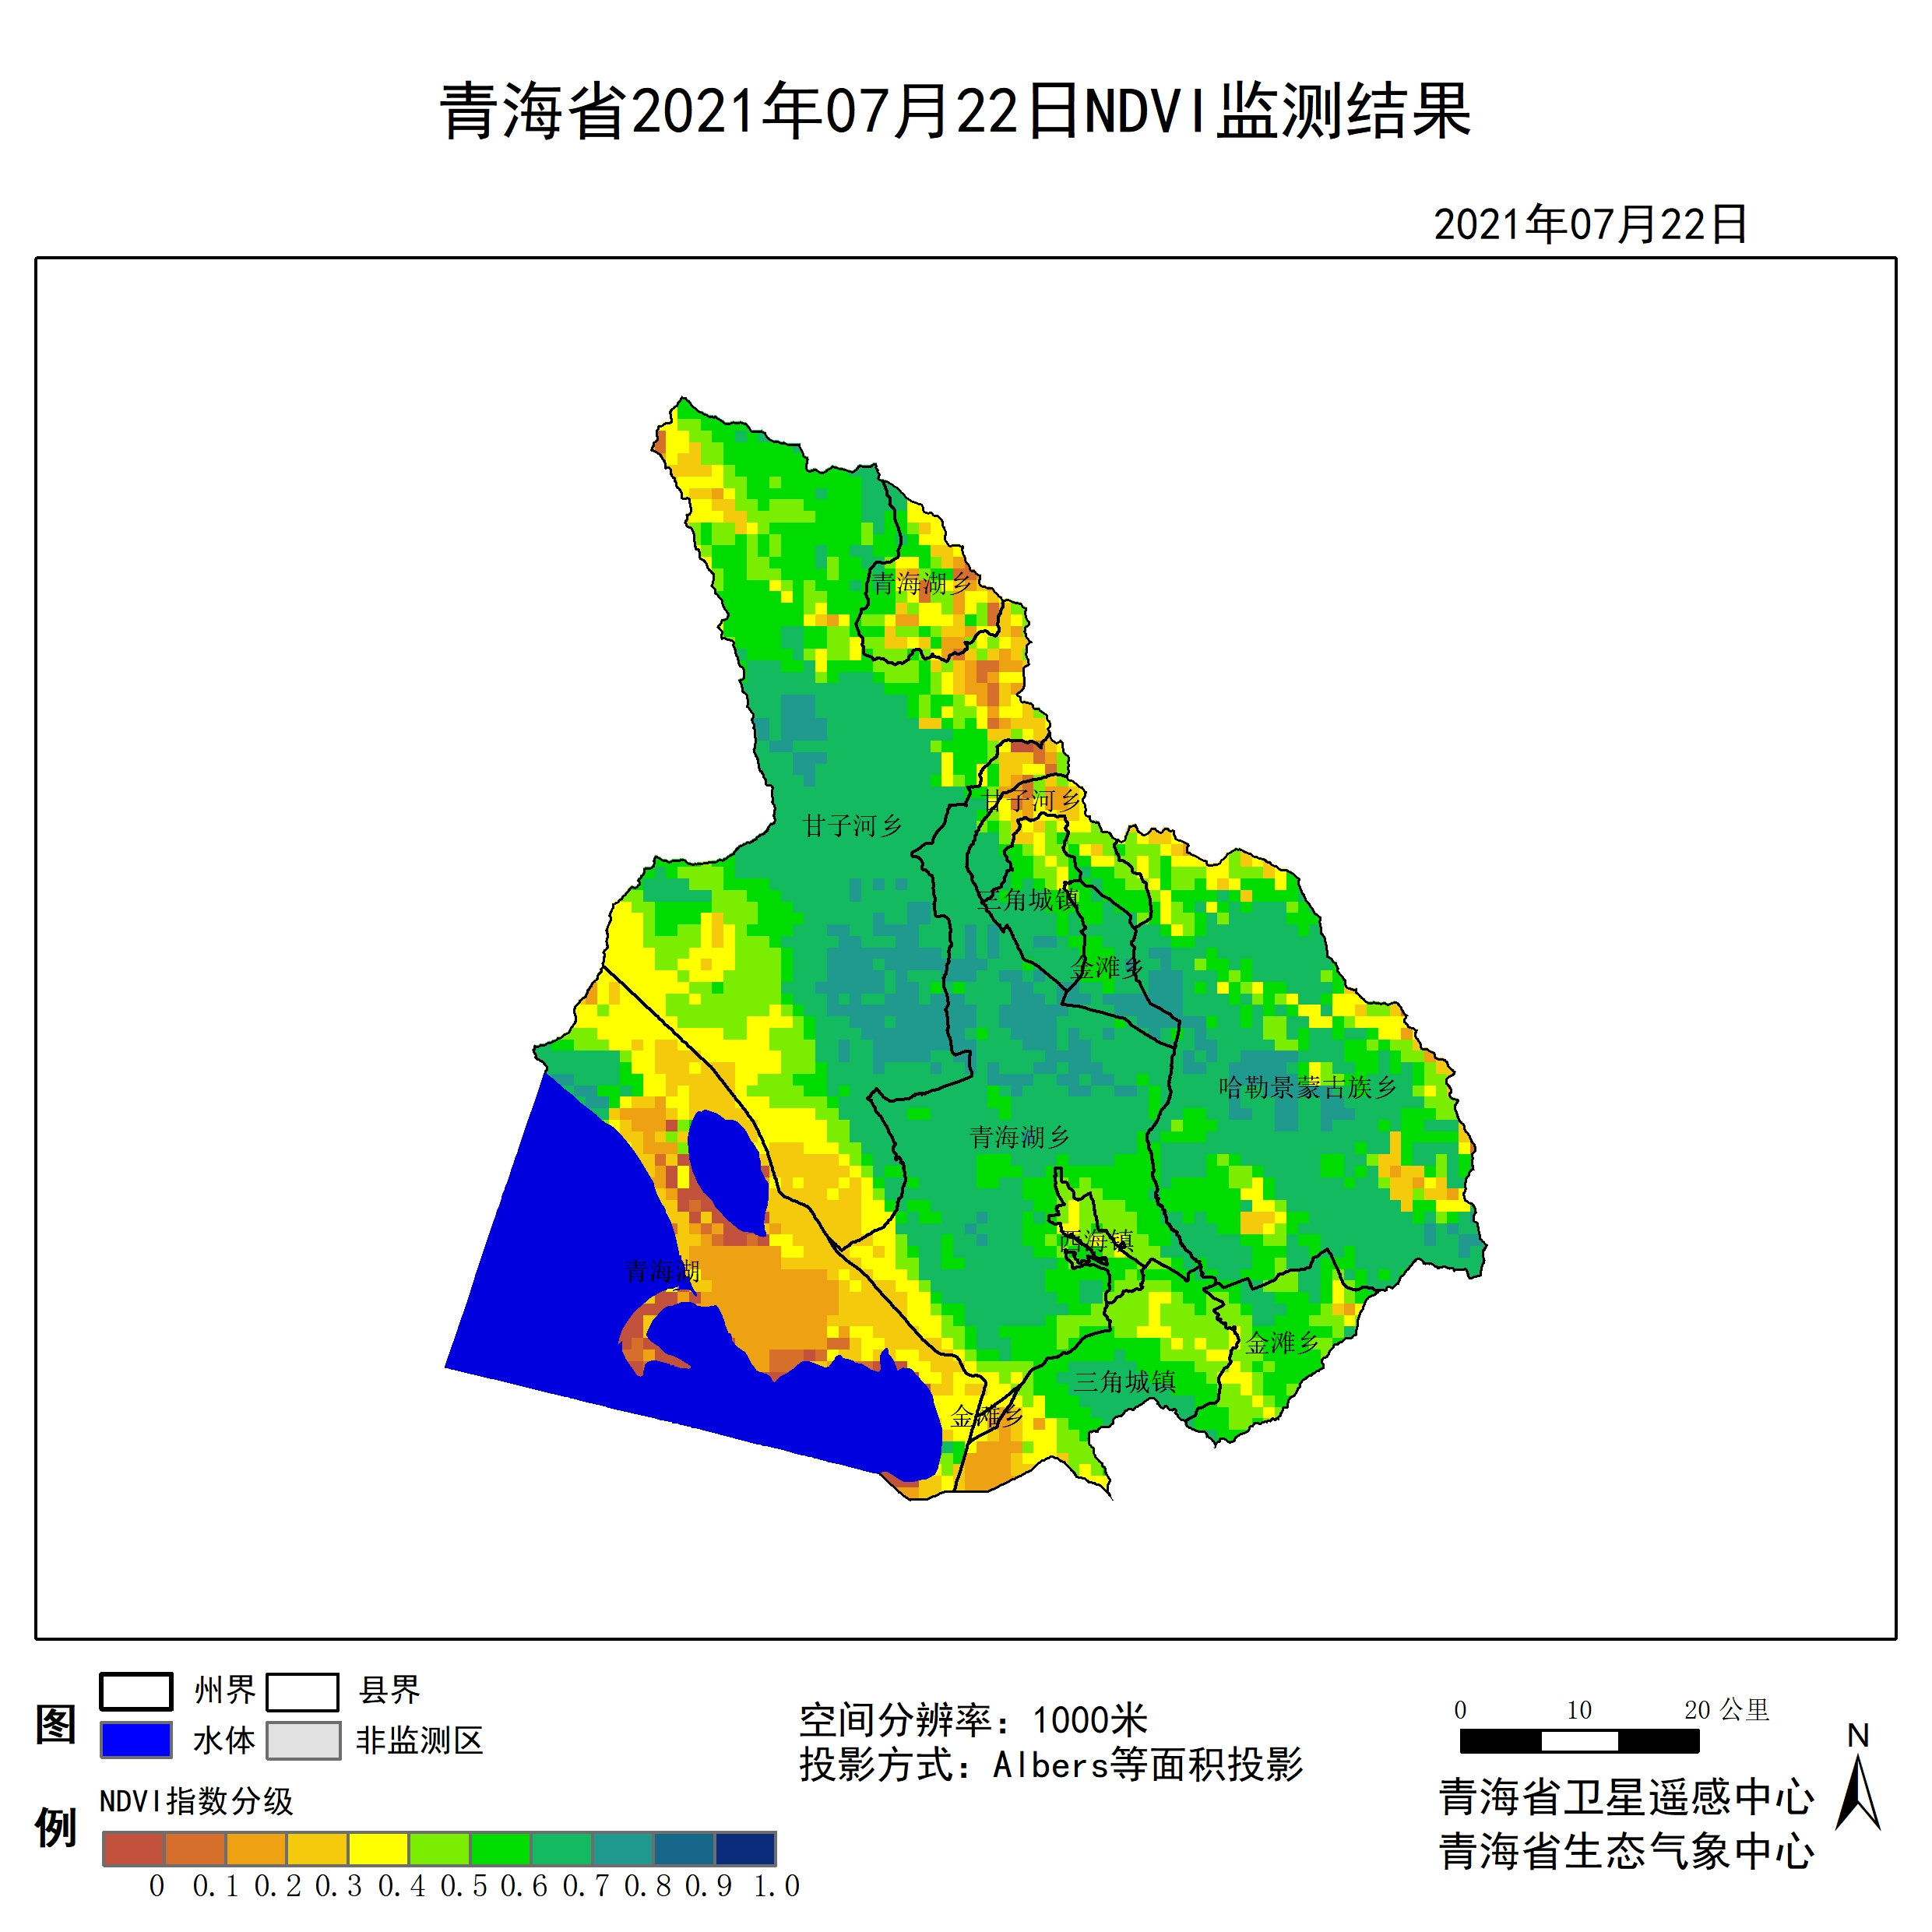 青海省2021年07月22日NDVI监测结果
2021年07月22日
青海湖乡
甘子河乡
甘子河乡
三角城镇
金滩乡
哈勒景蒙古族乡
青海湖乡
西海镇
青海湖
金滩乡
三角城镇
金滩乡
图例
州界 县界
水体 非监测区
NDVI指数分级
0 0.1 0.2 0.3 0.4 0.5 0.6 0.7 0.8 0.9 1.0
空间分辨率：1000米
投影方式：Albers等面积投影
0 10 20 公里
N
青海省卫星遥感中心
青海省生态气象中心